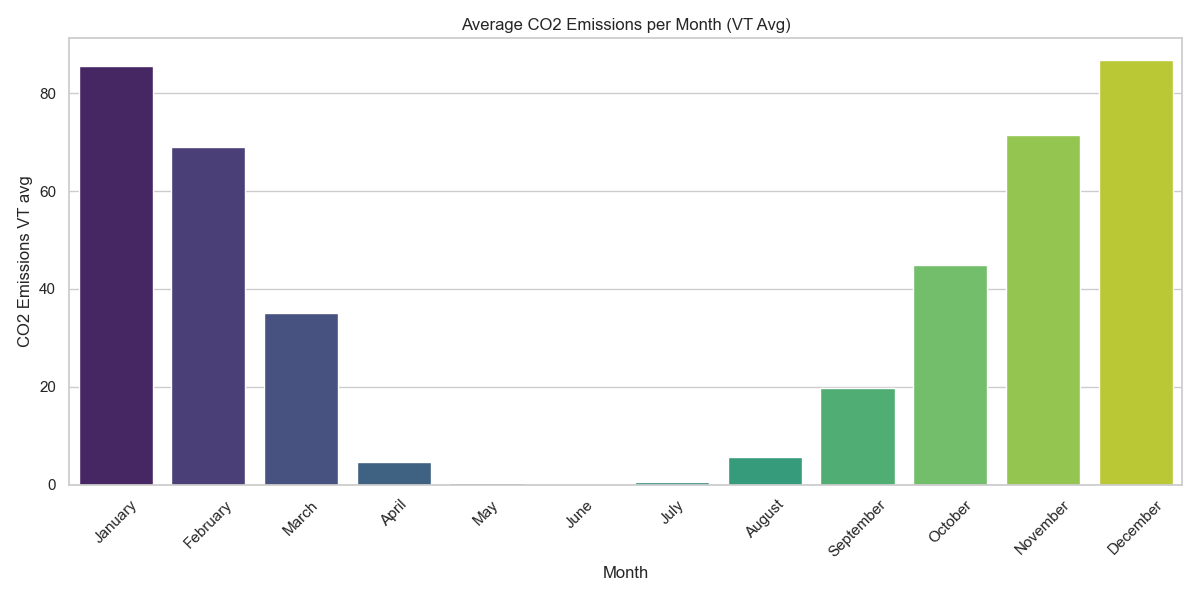 Average CO2 Emissions per Month (VT Avg)
CO2 Emissions VT avg
80
60
40
20
0
January
February
March
April
May
June
July
August
September
October
November
December
Month